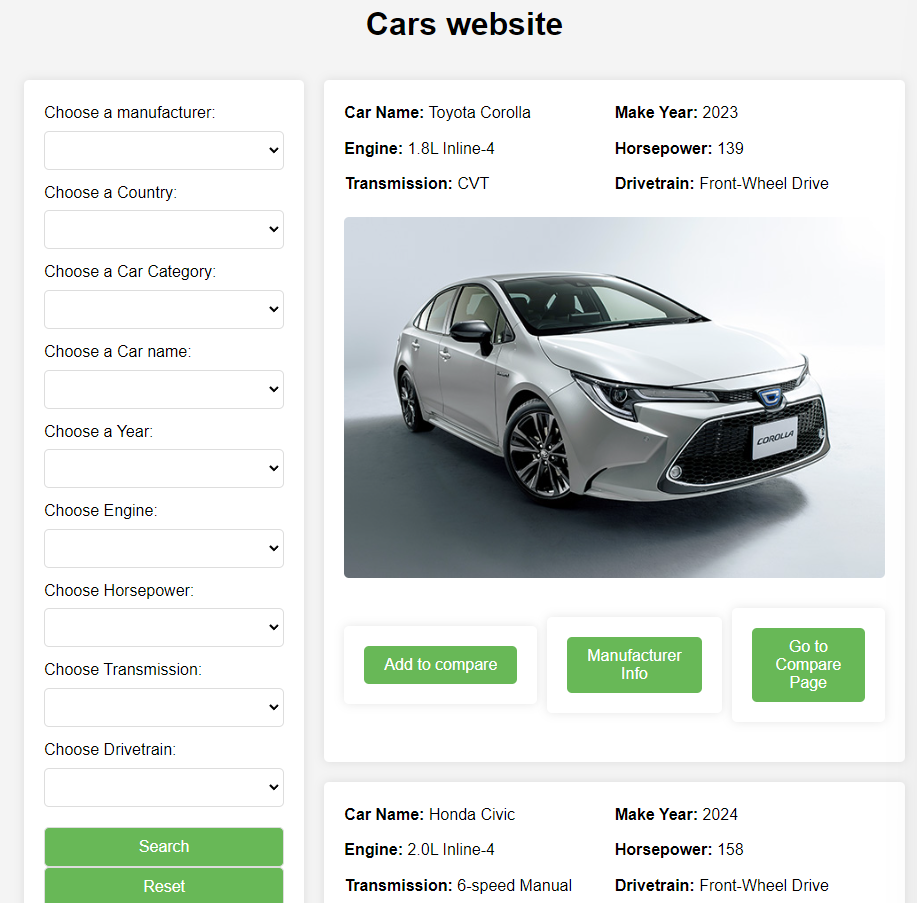 Cars website
Choose a manufacturer:
Choose a Country:
Choose a Car Category:
Choose a Car name:
Choose a Year:
Choose Engine:
Choose Horsepower:
Choose Transmission:
Choose Drivetrain:
Search
Reset
Car Name: Toyota Corolla
Make Year: 2023
Engine: 1.8L Inline-4
Horsepower: 139
Transmission: CVT
Drivetrain: Front-Wheel Drive
COROLLA
Add to compare
Manufacturer
Info
Go to
Compare
Page
Car Name: Honda Civic
Make Year: 2024
Engine: 2.0L Inline-4
Horsepower: 158
Transmission: 6-speed Manual
Drivetrain: Front-Wheel Drive